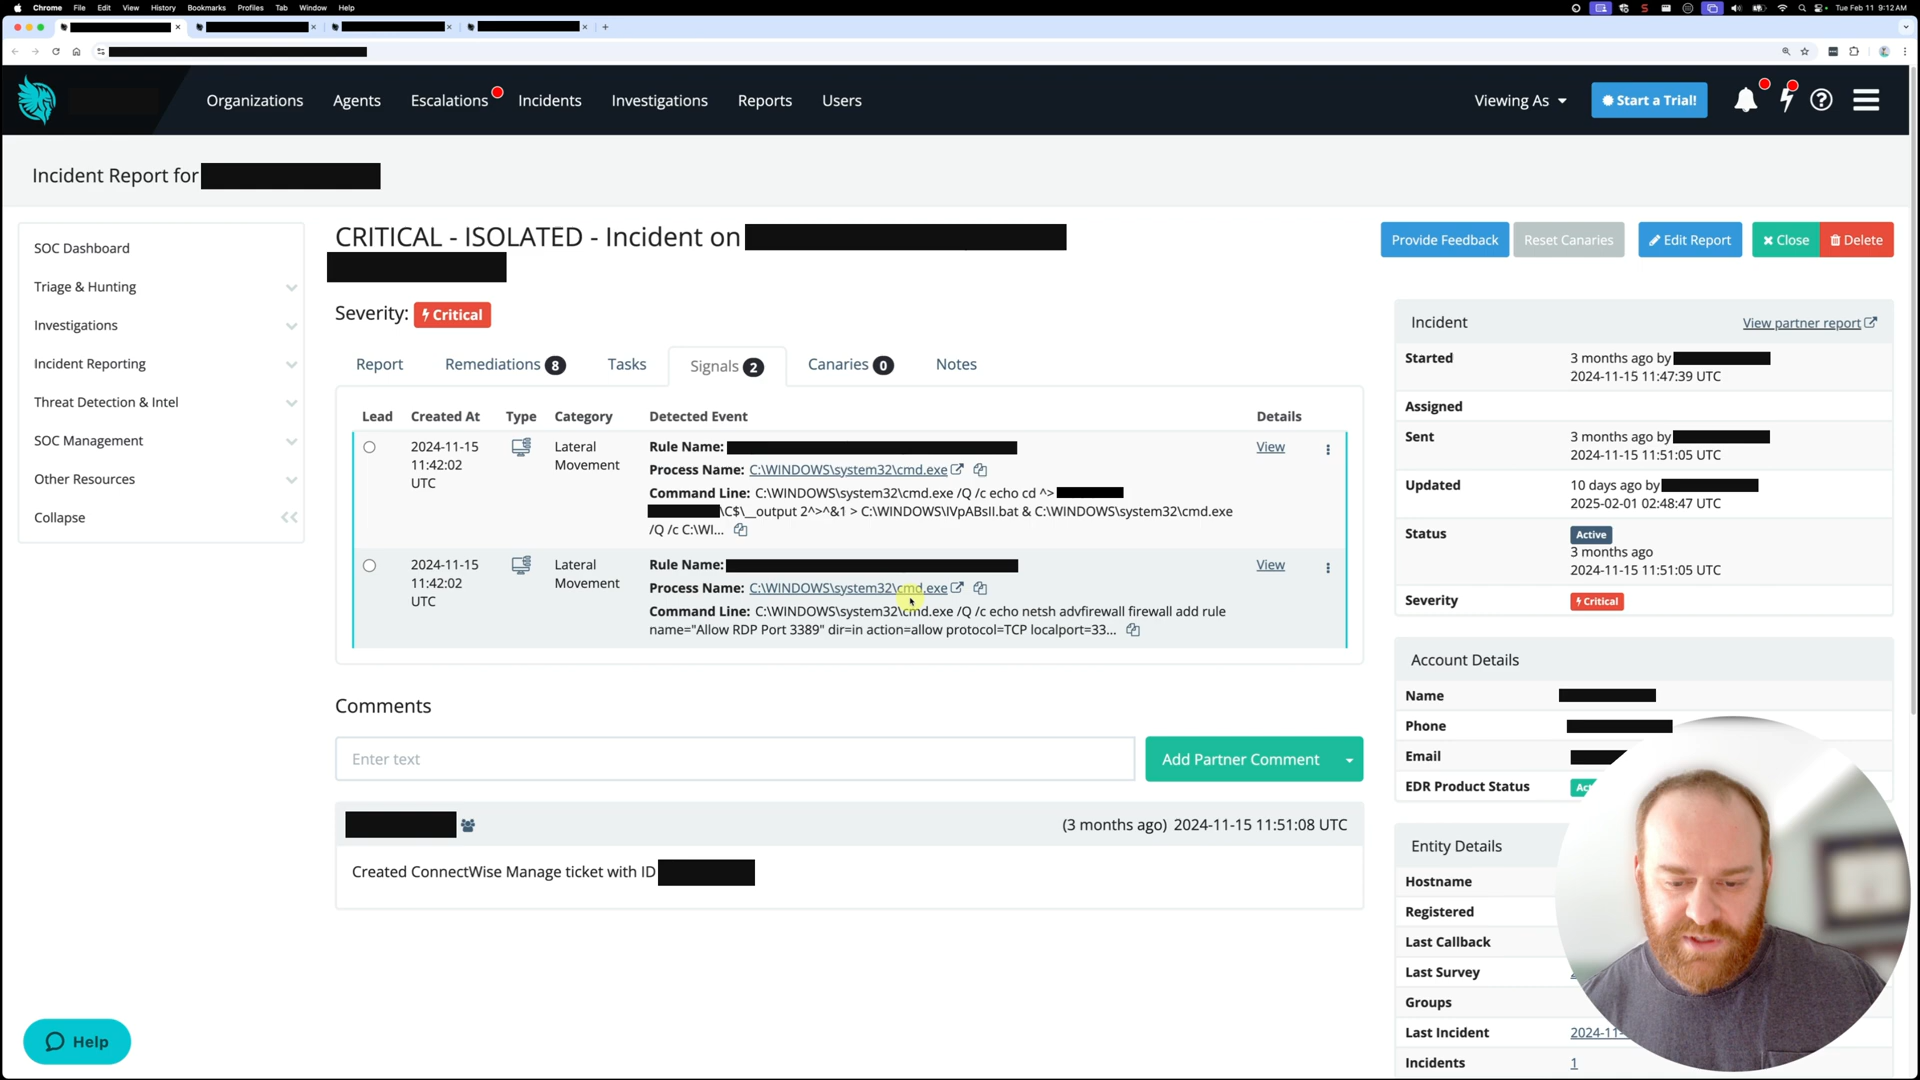 Chrome File Edit View History Bookmarks Profiles Tab Window Help
Tue Feb 11 9:12 AM
Organizations Agents Escalations Incidents Investigations Reports Users
Viewing As Start a Trial!
Incident Report for
SOC Dashboard
Triage & Hunting
Investigations
Incident Reporting
Threat Detection & Intel
SOC Management
Other Resources
Collapse
CRITICAL - ISOLATED - Incident on
Provide Feedback Reset Canaries Edit Report Close Delete
Severity: Critical
Report Remediations 8 Tasks Signals 2 Canaries 0 Notes
Lead Created At Type Category Detected Event Details
2024-11-15
11:42:02
UTC
Lateral
Movement
Rule Name:
View
Process Name: C:\WINDOWS\system32\cmd.exe
Command Line: C:\WINDOWS\system32\cmd.exe /Q /c echo cd ^>
\C$\__output 2^>^&1 > C:\WINDOWS\IVpABsII.bat & C:\WINDOWS\system32\cmd.exe
/Q /c C:\WI...
2024-11-15
11:42:02
UTC
Lateral
Movement
Rule Name:
View
Process Name: C:\WINDOWS\system32\cmd.exe
Command Line: C:\WINDOWS\system32\cmd.exe /Q /c echo netsh advfirewall firewall add rule
name="Allow RDP Port 3389" dir=in action=allow protocol=TCP localport=33...
Comments
Enter text
Add Partner Comment
(3 months ago) 2024-11-15 11:51:08 UTC
Created ConnectWise Manage ticket with ID
Incident View partner report
Started 3 months ago by
2024-11-15 11:47:39 UTC
Assigned
Sent 3 months ago by
2024-11-15 11:51:05 UTC
Updated 10 days ago by
2025-02-01 02:48:47 UTC
Status Active
3 months ago
2024-11-15 11:51:05 UTC
Severity Critical
Account Details
Name
Phone
Email
EDR Product Status
Entity Details
Hostname
Registered
Last Callback
Last Survey
Groups
Last Incident 2024-11-
Incidents 1
Help